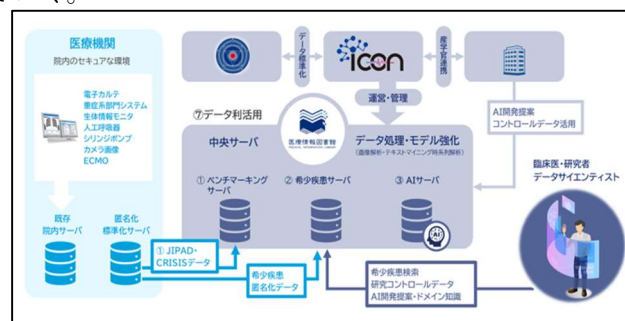 医療機関
院内のセキュアな環境
電子カルテ
重症系部門システム
生体情報モニタ
人工呼吸器
シリンジポンプ
カメラ画像
ECMO
既存
院内サーバ
匿名化
標準化サーバ
データ標準化
icon
産学官連携
運営・管理
⑦データ利活用
中央サーバ
医療情報図書館
データ処理・モデル強化
(画像解析・テキストマイニング時系列解析)
① ベンチマーキング
サーバ
② 希少疾患サーバ
③ AIサーバ
AI
AI開発提案
コントロールデータ活用
臨床医・研究者
データサイエンティスト
① JIPAD・
CRISISデータ
希少疾患
匿名化データ
希少疾患検索
研究コントロールデータ
AI開発提案・ドメイン知識